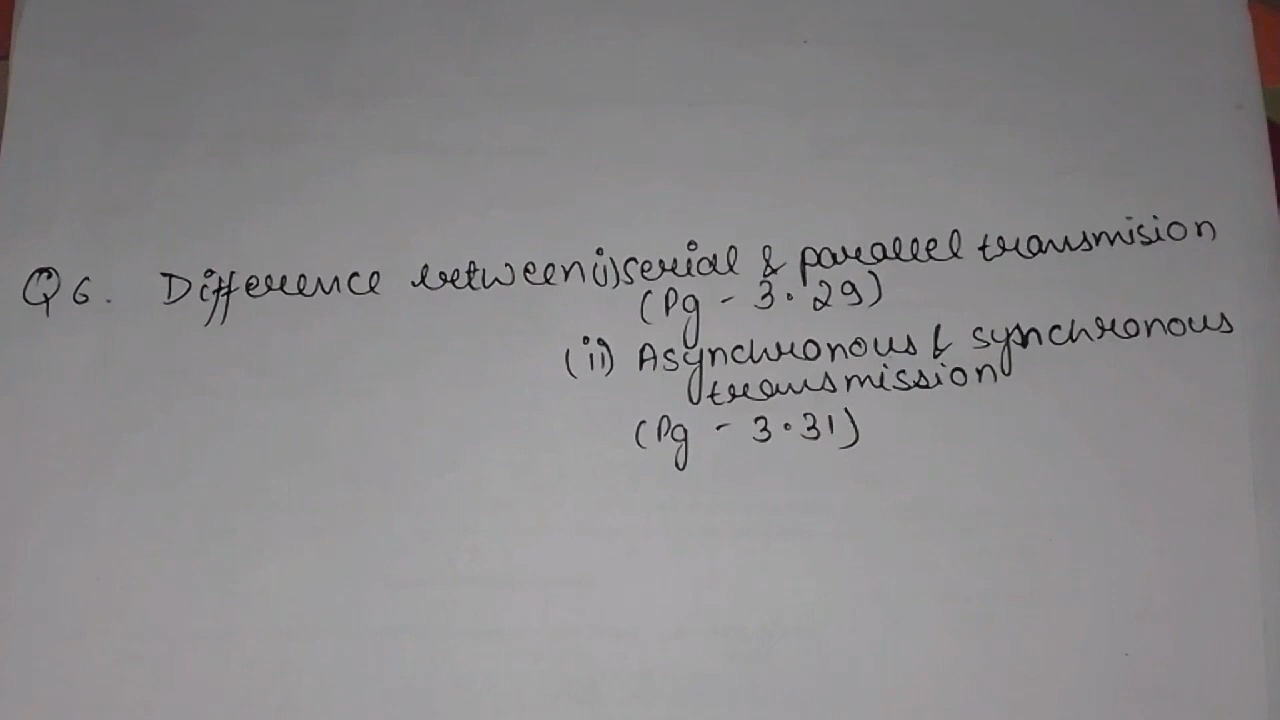 Q6. Difference between (i) serial & parallel transmision
(Pg - 3.29)
(ii) Asynchronous & synchronous
transmission
(Pg - 3.31)